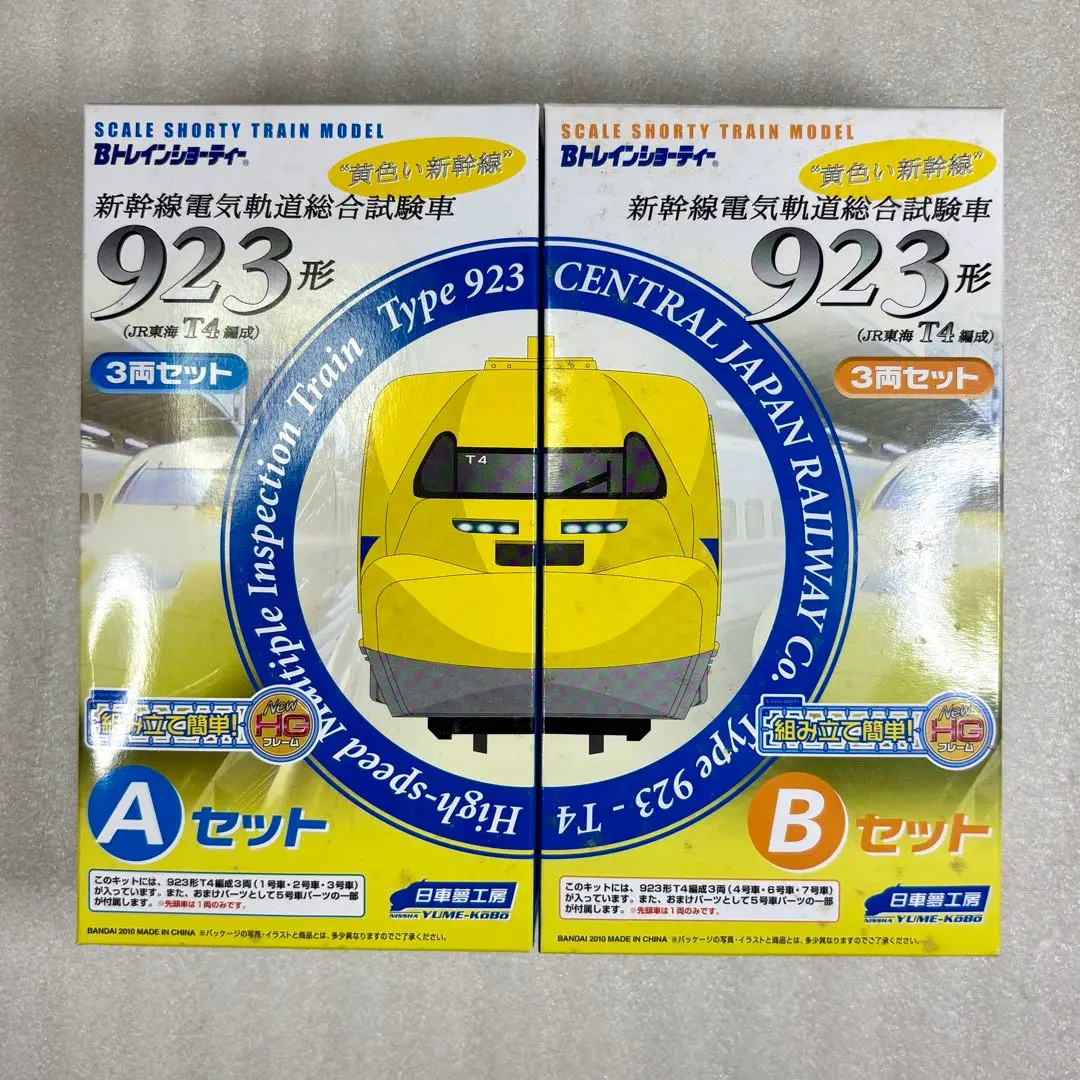 SCALE SHORTY TRAIN MODEL
Bトレインショーティー®
"黄色い新幹線"
新幹線電気軌道総合試験車
923形
(JR東海 T4 編成)
3両セット
High-speed Multiple Inspection Train Type 923
T4
組み立て簡単!
New
HG
フレーム
Aセット
このキットには、923形T4編成3両(1号車・2号車・3号車)
が入っています。また、おまけパーツとして5号車パーツの一部
が付属します。※先頭車は1両のみです。
日車夢工房
NISSHA YUME-KoBo
BANDAI 2010 MADE IN CHINA ※パッケージの写真・イラストと商品とは、多少異なりますのでご了承ください。
SCALE SHORTY TRAIN MODEL
Bトレインショーティー®
"黄色い新幹線"
新幹線電気軌道総合試験車
923形
(JR東海 T4 編成)
3両セット
CENTRAL JAPAN RAILWAY Co. Type 923 - T4
組み立て簡単!
New
HG
フレーム
Bセット
このキットには、923形T4編成3両(4号車・6号車・7号車)
が入っています。また、おまけパーツとして5号車パーツの一部
が付属します。※先頭車は1両のみです。
日車夢工房
NISSHA YUME-KoBo
BANDAI 2010 MADE IN CHINA ※パッケージの写真・イラストと商品とは、多少異なりますのでご了承ください。